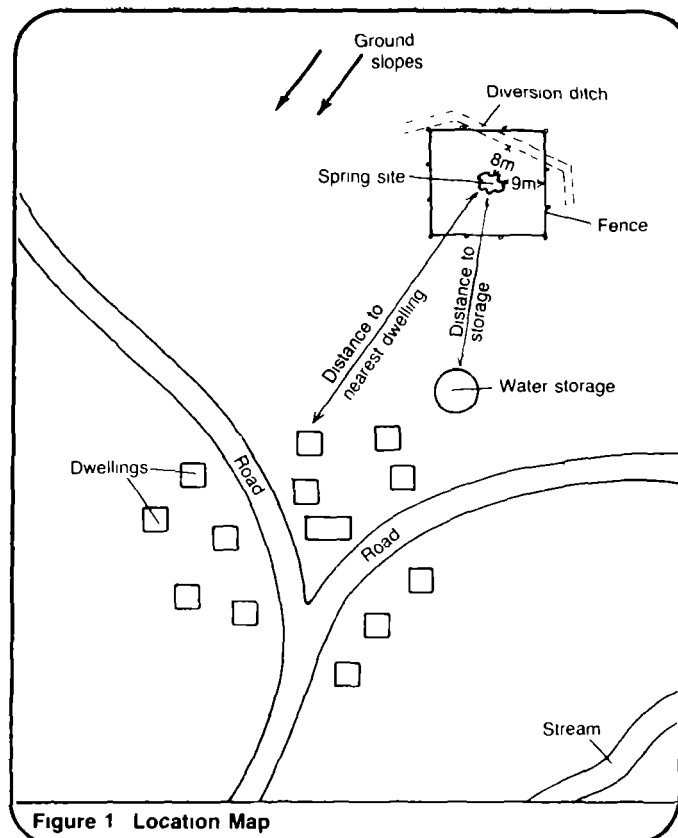 Ground
slopes
Diversion ditch
8m
Spring site
9m
Fence
Distance to
nearest dwelling
Distance to
storage
Water storage
Dwellings
Road
Road
Stream
Figure 1 Location Map